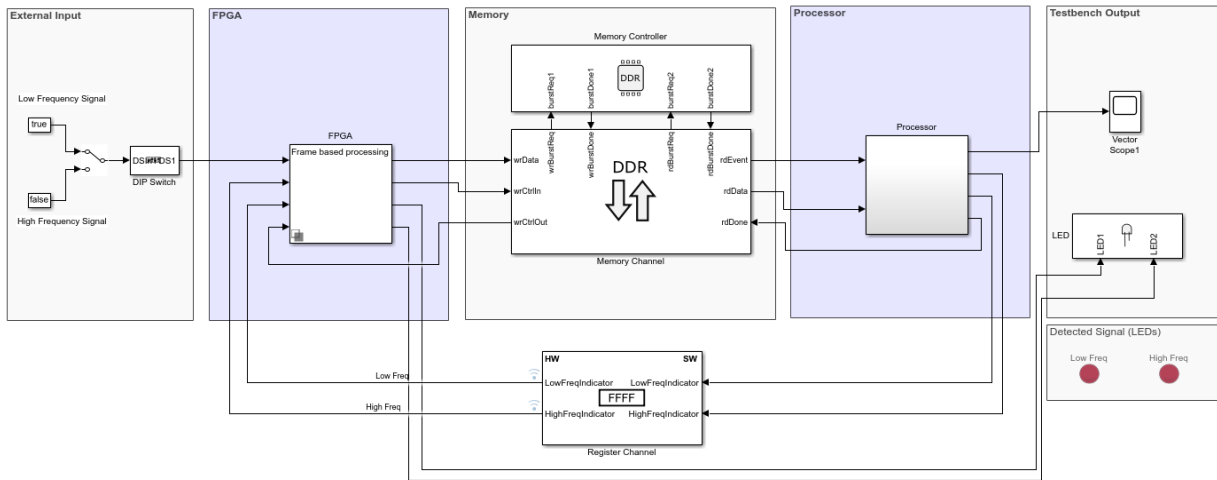 External Input
FPGA
Memory
Processor
Testbench Output
Memory Controller
DDR
burstReq1
burstDone1
burstReq2
burstDone2
Low Frequency Signal
true
false
High Frequency Signal
DS1
DIP Switch
FPGA
Frame based processing
wrBurstReq
wrBurstDone
rdBurstReq
rdBurstDone
wrData
wrCtrlIn
wrCtrlOut
DDR
rdEvent
rdData
rdDone
Memory Channel
Processor
Vector
Scope1
LED
LED1
LED2
Detected Signal (LEDs)
Low Freq
High Freq
Low Freq
High Freq
HW
SW
LowFreqIndicator
LowFreqIndicator
FFFF
HighFreqIndicator
HighFreqIndicator
Register Channel